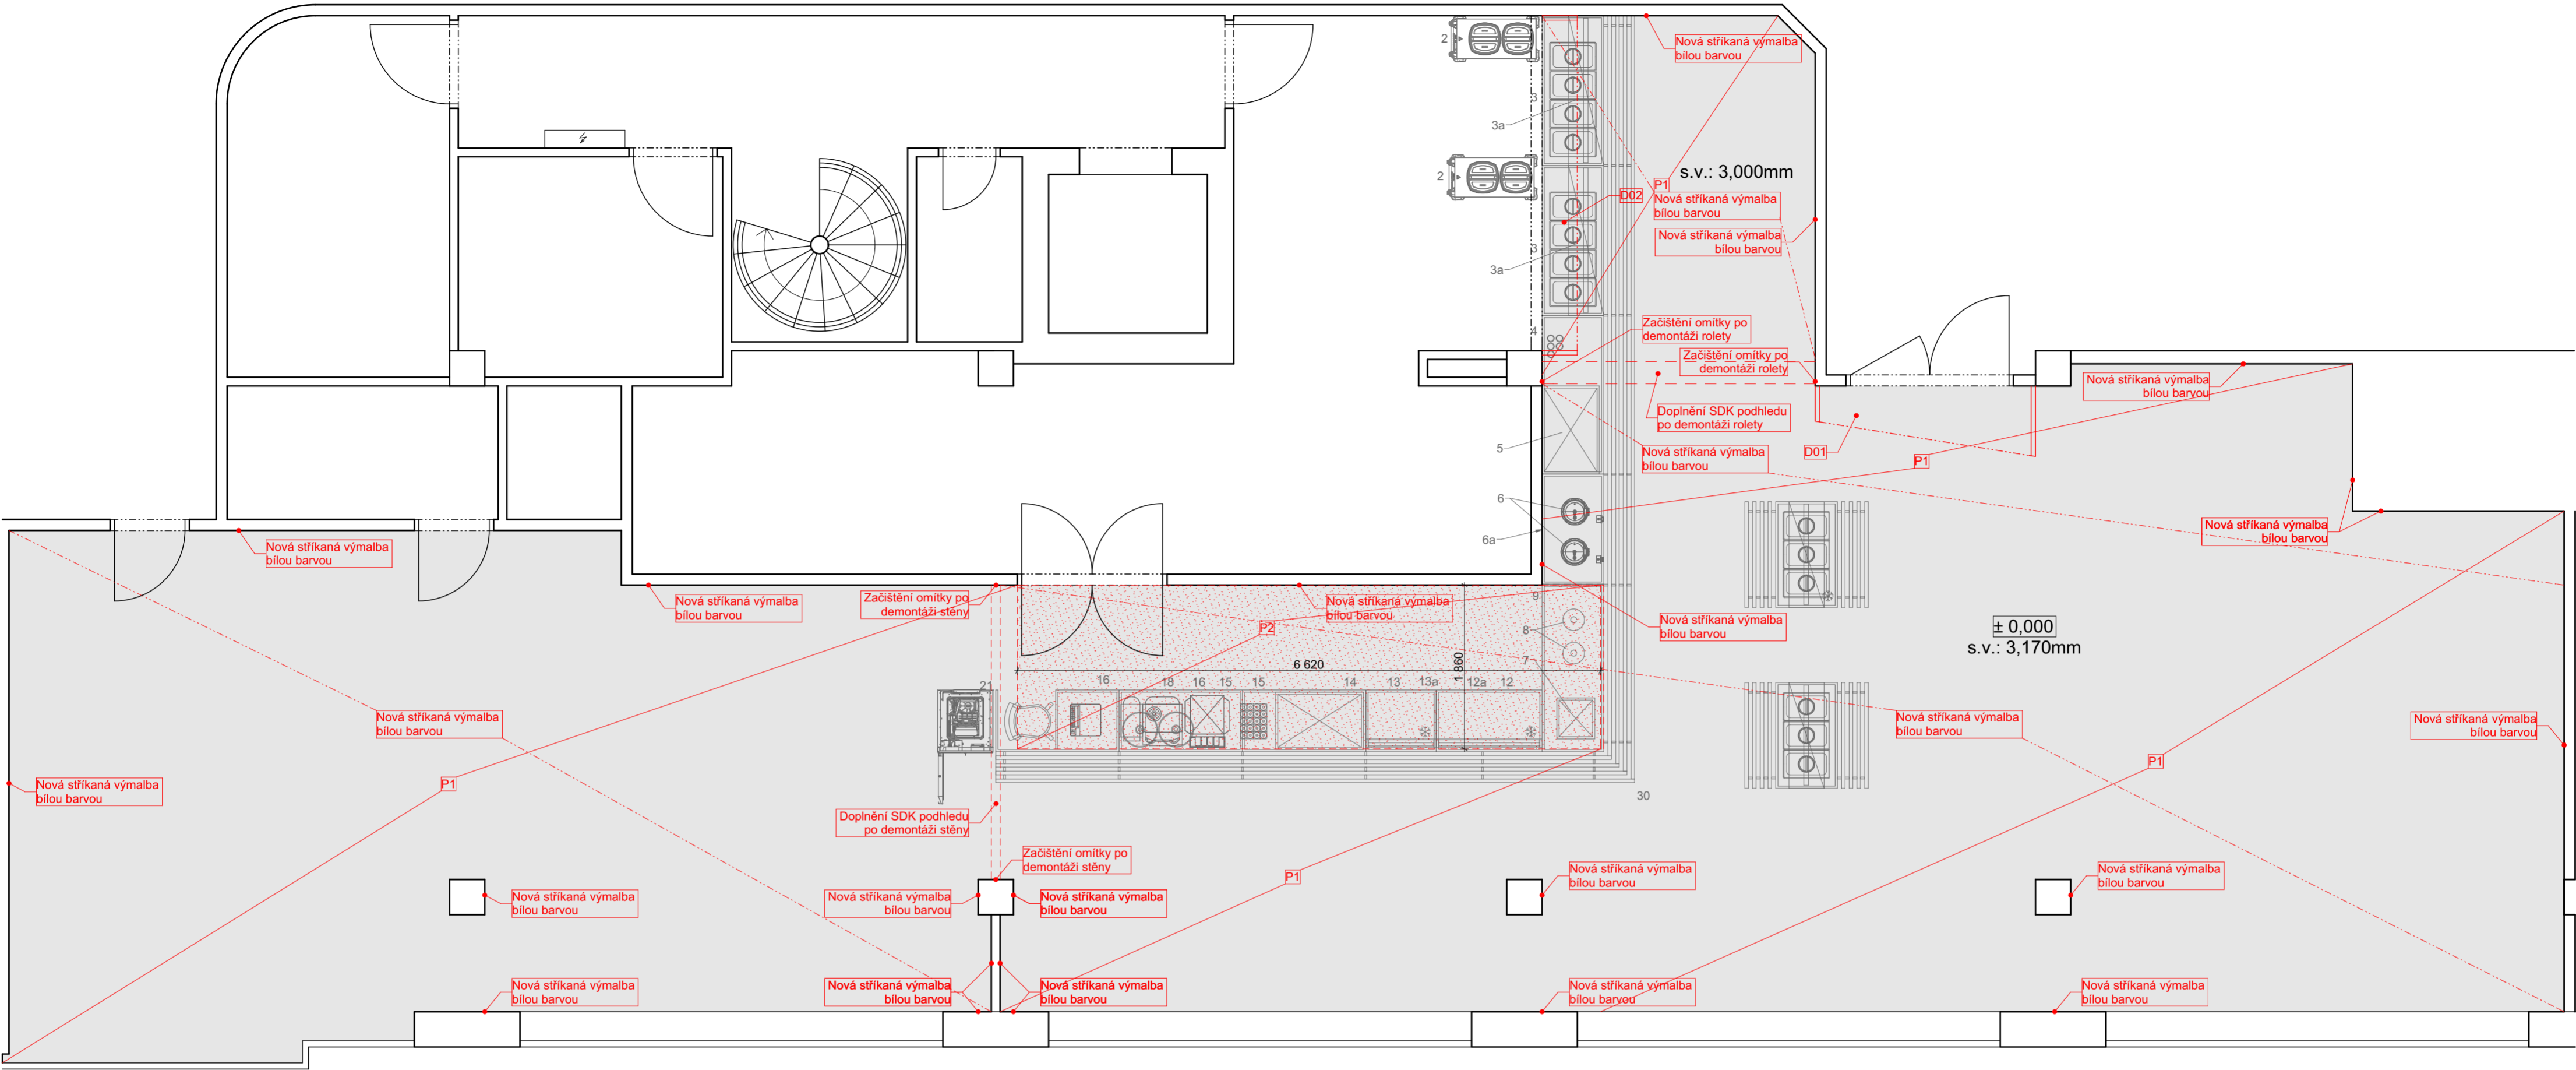 2
Nová stříkaná výmalba
bílou barvou
3
3a
s.v.: 3,000mm
2
P1
D02
Nová stříkaná výmalba
bílou barvou
Nová stříkaná výmalba
bílou barvou
3
3a
4
Začištění omítky po
demontáži rolety
Začištění omítky po
demontáži rolety
Nová stříkaná výmalba
bílou barvou
Doplnění SDK podhledu
po demontáži rolety
5
D01
Nová stříkaná výmalba
bílou barvou
P1
6
6a
Nová stříkaná výmalba
bílou barvou
Nová stříkaná výmalba
bílou barvou
Nová stříkaná výmalba
bílou barvou
Začištění omítky po
demontáži stěny
Nová stříkaná výmalba
bílou barvou
9
Nová stříkaná výmalba
bílou barvou
P2
8
± 0,000
s.v.: 3,170mm
7
6 620
1 860
21
16
18
16
15
15
14
13
13a
12a
12
Nová stříkaná výmalba
bílou barvou
Nová stříkaná výmalba
bílou barvou
Nová stříkaná výmalba
bílou barvou
P1
P1
Nová stříkaná výmalba
bílou barvou
30
Doplnění SDK podhledu
po demontáži stěny
Začištění omítky po
demontáži stěny
P1
Nová stříkaná výmalba
bílou barvou
Nová stříkaná výmalba
bílou barvou
Nová stříkaná výmalba
bílou barvou
Nová stříkaná výmalba
bílou barvou
Nová stříkaná výmalba
bílou barvou
Nová stříkaná výmalba
bílou barvou
Nová stříkaná výmalba
bílou barvou
Nová stříkaná výmalba
bílou barvou
Nová stříkaná výmalba
bílou barvou
Nová stříkaná výmalba
bílou barvou